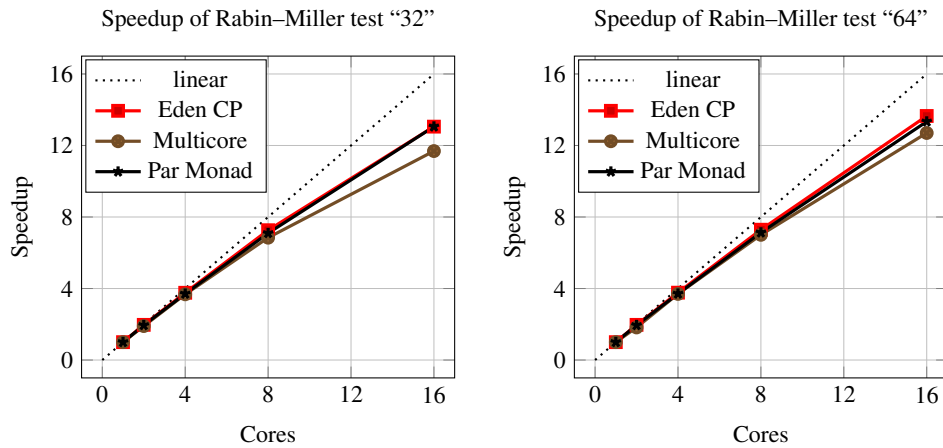 Speedup of Rabin–Miller test “32”
linear
Eden CP
Multicore
Par Monad
16
12
8
4
0
Speedup
0 4 8 12 16
Cores
Speedup of Rabin–Miller test “64”
linear
Eden CP
Multicore
Par Monad
16
12
8
4
0
Speedup
0 4 8 12 16
Cores